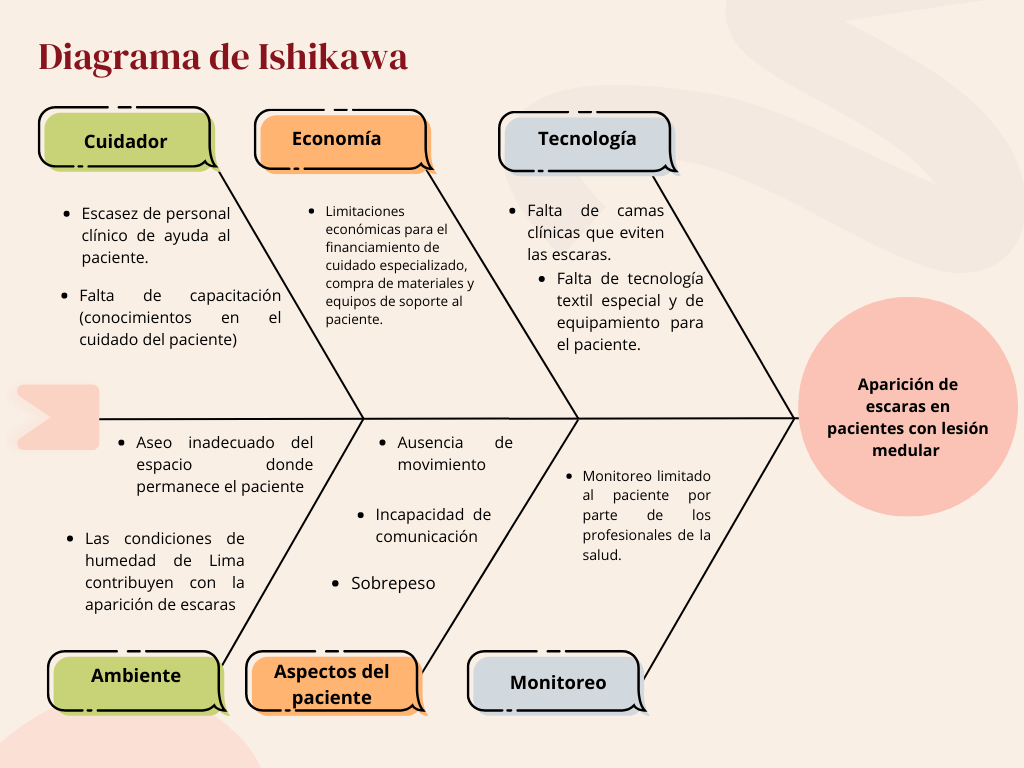 Diagrama de Ishikawa
Cuidador
Economía
Tecnología
Escasez de personal
clínico de ayuda al
paciente.
Falta de capacitación
(conocimientos en el
cuidado del paciente)
Limitaciones
económicas para el
financiamiento de
cuidado especializado,
compra de materiales y
equipos de soporte al
paciente.
Falta de camas
clínicas que eviten
las escaras.
Falta de tecnología
textil especial y de
equipamiento para
el paciente.
Aparición de
escaras en
pacientes con lesión
medular
Aseo inadecuado del
espacio donde
permanece el paciente
Las condiciones de
humedad de Lima
contribuyen con la
aparición de escaras
Ausencia de
movimiento
Incapacidad de
comunicación
Sobrepeso
Monitoreo limitado
al paciente por
parte de los
profesionales de la
salud.
Ambiente
Aspectos del
paciente
Monitoreo